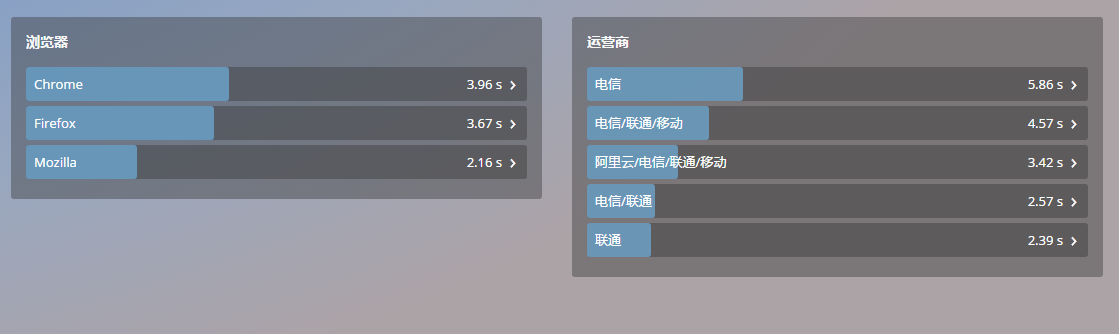 浏览器
Chrome 3.96 s
Firefox 3.67 s
Mozilla 2.16 s
运营商
电信 5.86 s
电信/联通/移动 4.57 s
阿里云/电信/联通/移动 3.42 s
电信/联通 2.57 s
联通 2.39 s